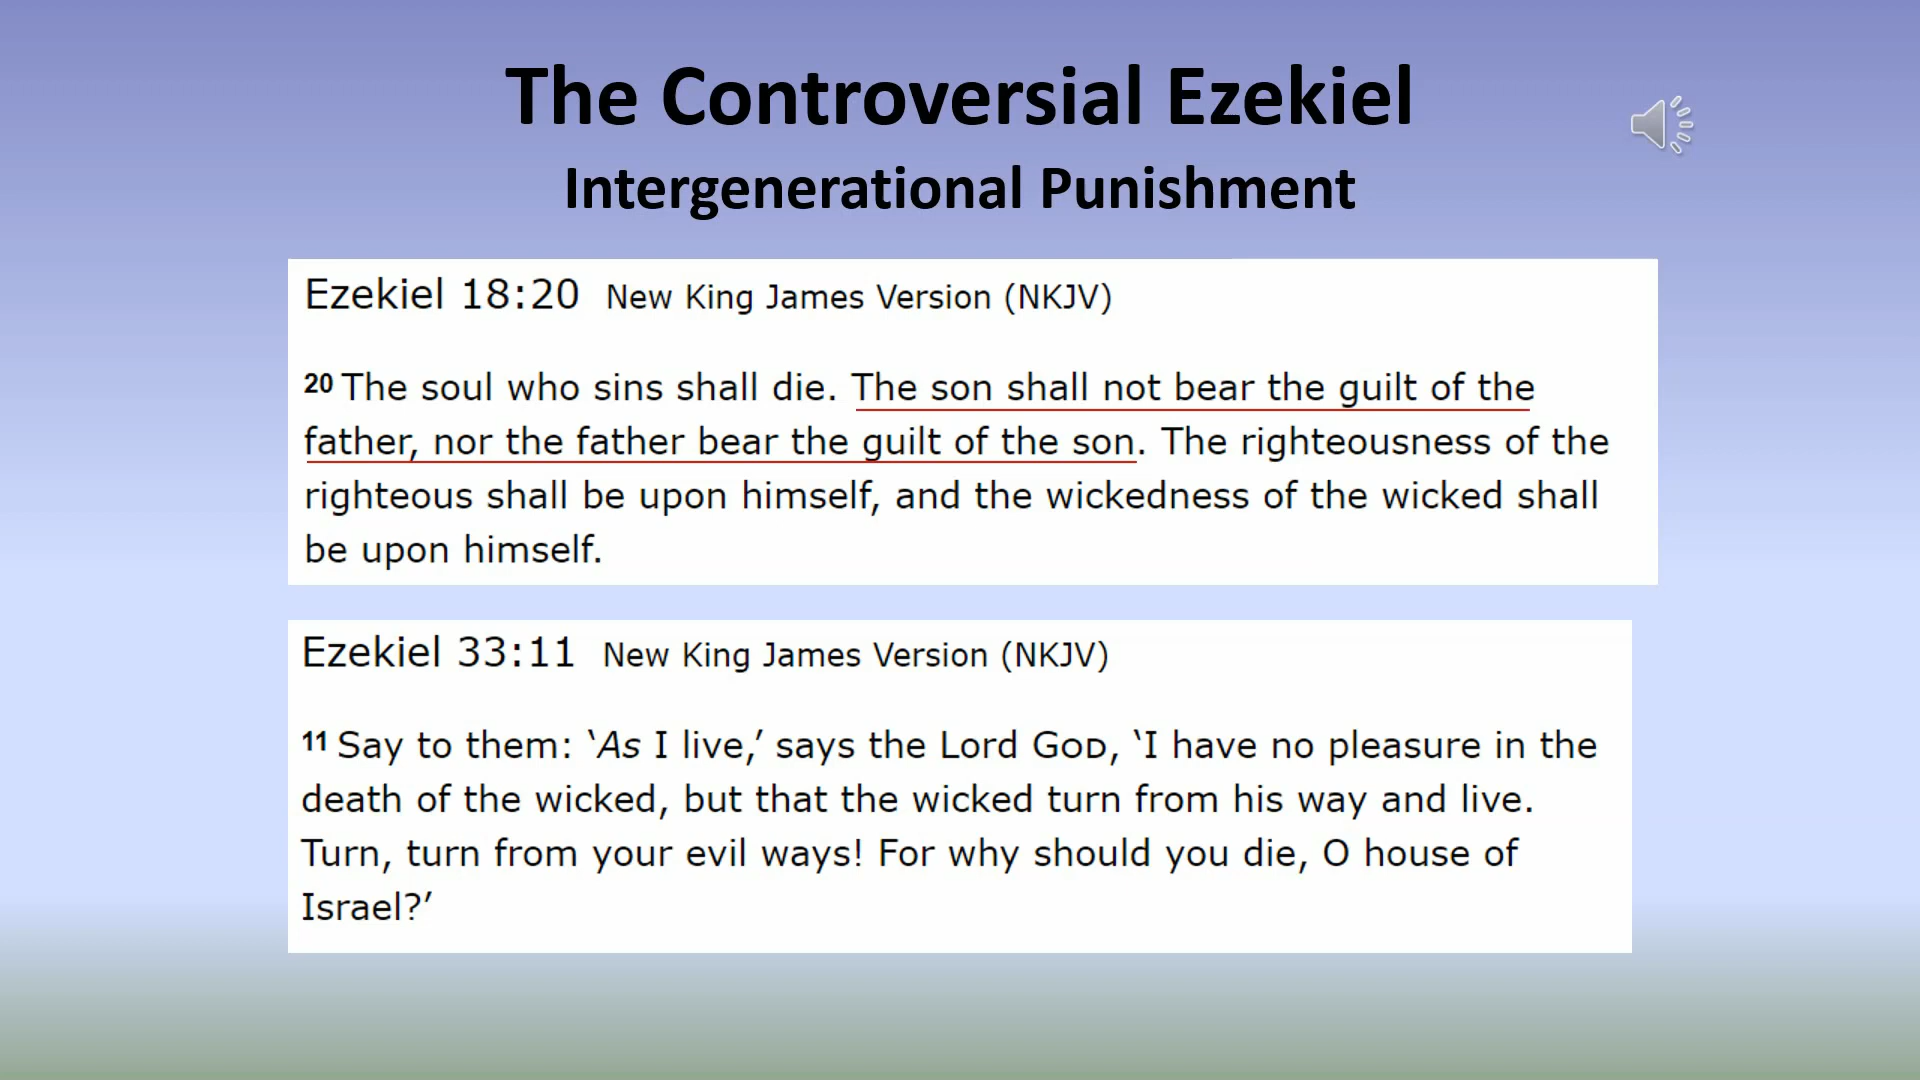 The Controversial Ezekiel
Intergenerational Punishment
Ezekiel 18:20 New King James Version (NKJV)
20 The soul who sins shall die. The son shall not bear the guilt of the
father, nor the father bear the guilt of the son. The righteousness of the
righteous shall be upon himself, and the wickedness of the wicked shall
be upon himself.
Ezekiel 33:11 New King James Version (NKJV)
11 Say to them: ‘As I live,’ says the Lord GOD, ‘I have no pleasure in the
death of the wicked, but that the wicked turn from his way and live.
Turn, turn from your evil ways! For why should you die, O house of
Israel?’